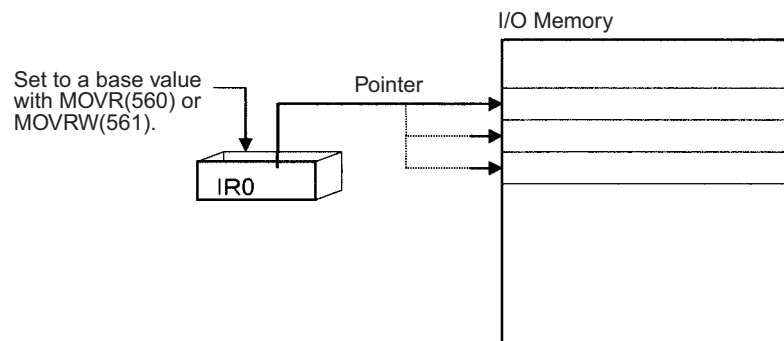 I/O Memory
Set to a base value
with MOVR(560) or
MOVRW(561).
Pointer
IR0